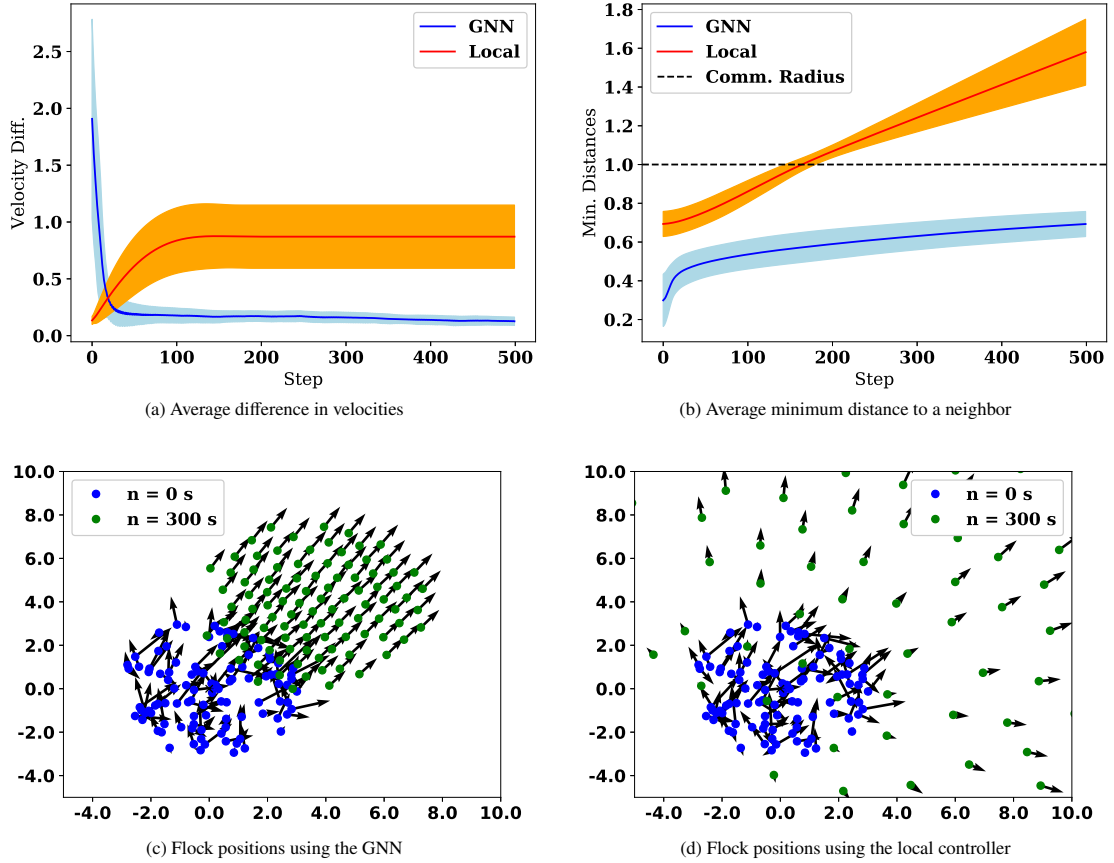 GNN
Local
2.5
2.0
1.5
1.0
0.5
0.0
Velocity Diff.
0 100 200 300 400 500
Step
(a) Average difference in velocities
GNN
Local
Comm. Radius
1.8
1.6
1.4
1.2
1.0
0.8
0.6
0.4
0.2
Min. Distances
0 100 200 300 400 500
Step
(b) Average minimum distance to a neighbor
n = 0 s
n = 300 s
10.0
8.0
6.0
4.0
2.0
0.0
-2.0
-4.0
-4.0 -2.0 0.0 2.0 4.0 6.0 8.0 10.0
(c) Flock positions using the GNN
n = 0 s
n = 300 s
10.0
8.0
6.0
4.0
2.0
0.0
-2.0
-4.0
-4.0 -2.0 0.0 2.0 4.0 6.0 8.0 10.0
(d) Flock positions using the local controller